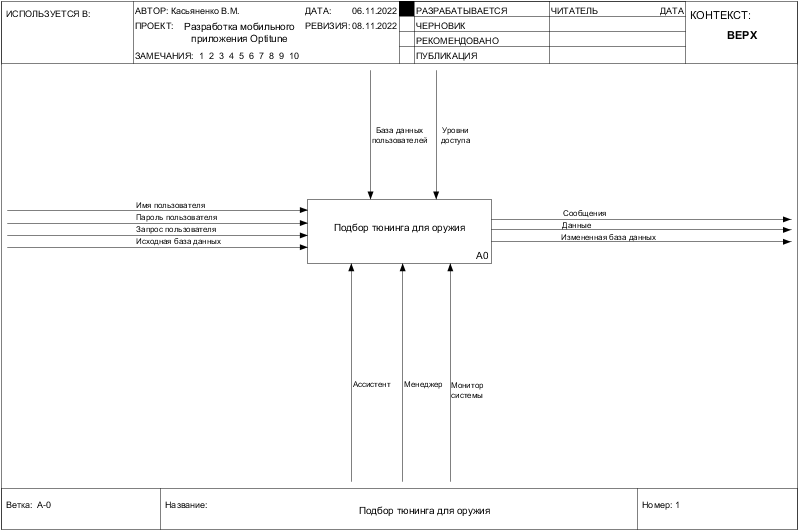 ИСПОЛЬЗУЕТСЯ В:
АВТОР: Касьяненко В.М.
ДАТА: 06.11.2022
ПРОЕКТ: Разработка мобильного
приложения Optitune
РЕВИЗИЯ: 08.11.2022
ЗАМЕЧАНИЯ: 1 2 3 4 5 6 7 8 9 10
РАЗРАБАТЫВАЕТСЯ
ЧЕРНОВИК
РЕКОМЕНДОВАНО
ПУБЛИКАЦИЯ
ЧИТАТЕЛЬ ДАТА
КОНТЕКСТ:
ВЕРХ
База данных
пользователей
Уровни
доступа
Имя пользователя
Пароль пользователя
Запрос пользователя
Исходная база данных
Подбор тюнинга для оружия
A0
Сообщения
Данные
Измененная база данных
Ассистент
Менеджер
Монитор
системы
Ветка: A-0
Название:
Подбор тюнинга для оружия
Номер: 1